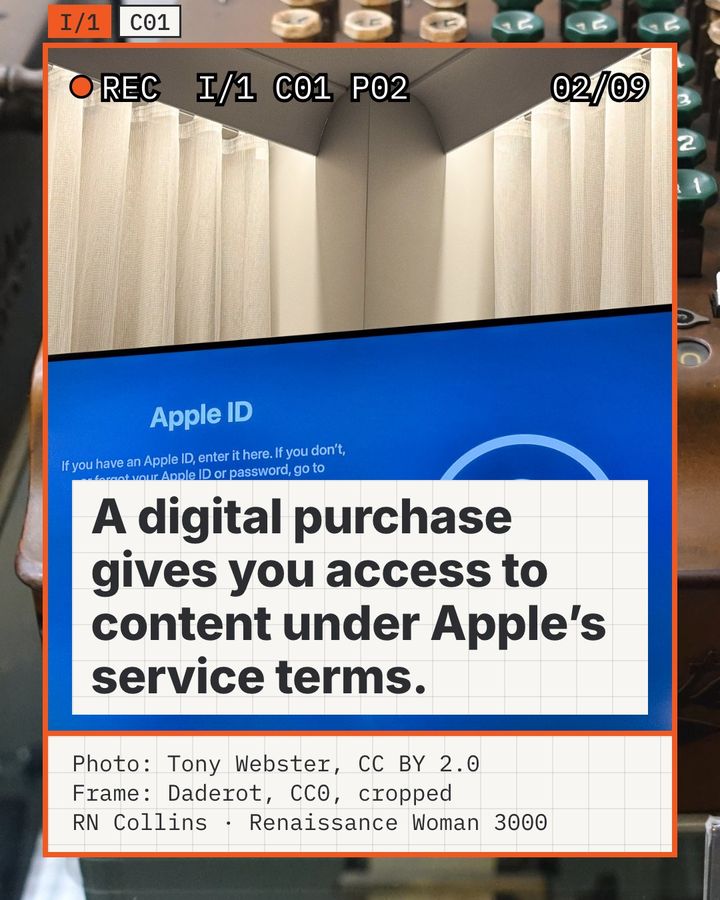 I/1 C01
REC I/1 C01 P02 02/09
Apple ID
If you have an Apple ID, enter it here. If you don't,
or forgot your Apple ID or password, go to
A digital purchase
gives you access to
content under Apple’s
service terms.
Photo: Tony Webster, CC BY 2.0
Frame: Daderot, CC0, cropped
RN Collins · Renaissance Woman 3000
2
1